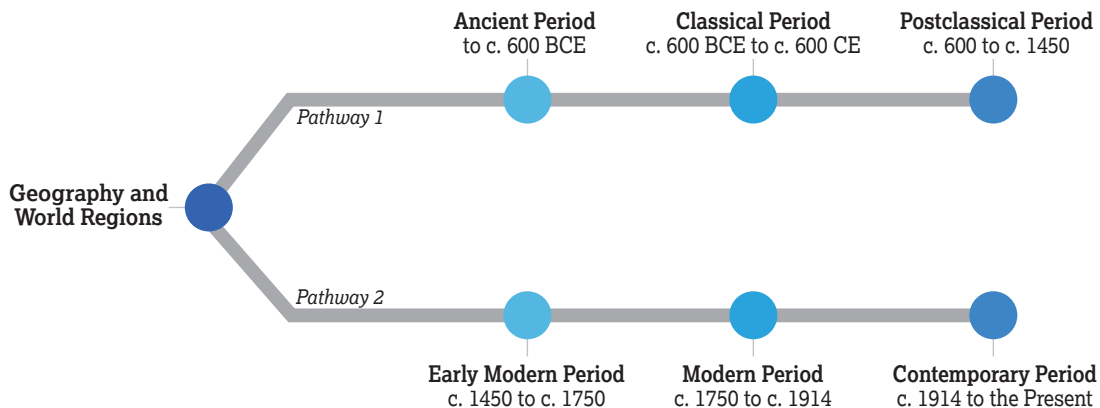 Ancient Period
to c. 600 BCE
Classical Period
c. 600 BCE to c. 600 CE
Postclassical Period
c. 600 to c. 1450
Pathway 1
Geography and
World Regions
Pathway 2
Early Modern Period
c. 1450 to c. 1750
Modern Period
c. 1750 to c. 1914
Contemporary Period
c. 1914 to the Present